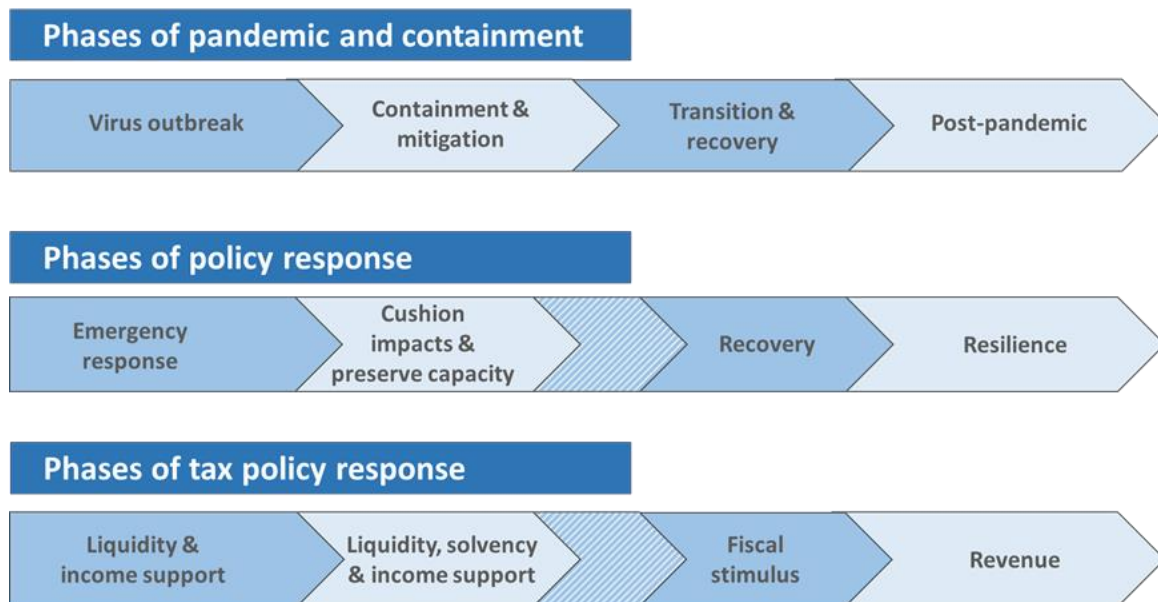 Phases of pandemic and containment
Virus outbreak
Containment &
mitigation
Transition &
recovery
Post-pandemic
Phases of policy response
Emergency
response
Cushion
impacts &
preserve capacity
Recovery
Resilience
Phases of tax policy response
Liquidity &
income support
Liquidity, solvency
& income support
Fiscal
stimulus
Revenue